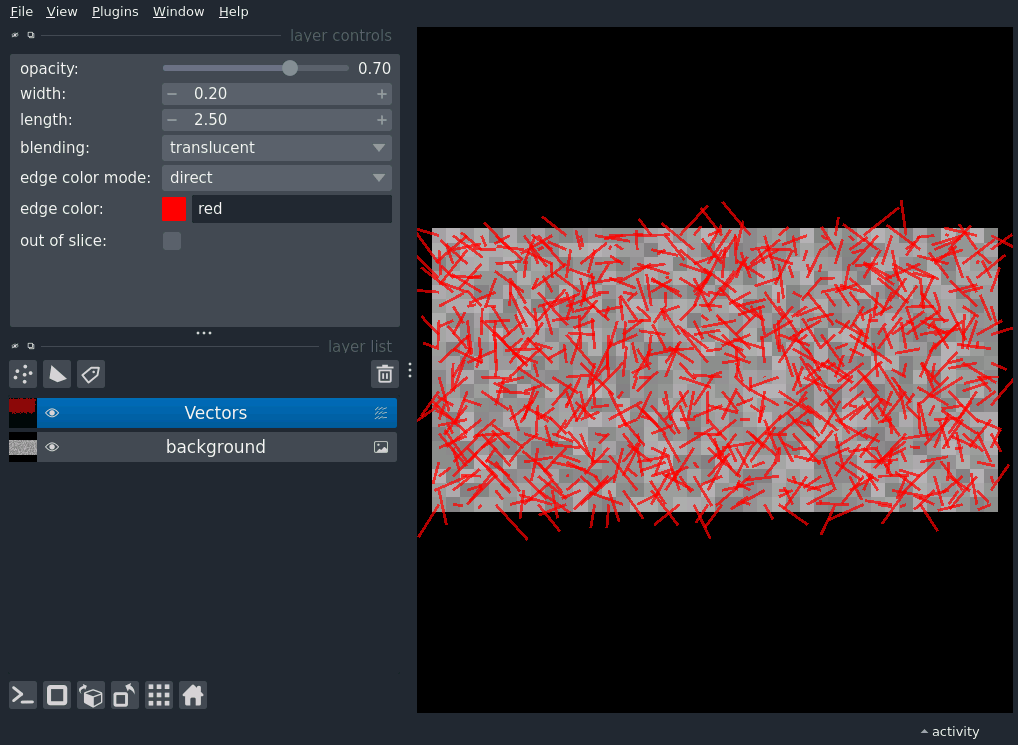 File View Plugins Window Help
layer controls
opacity: 0.70
width: − 0.20 +
length: − 2.50 +
blending: translucent
edge color mode: direct
edge color: red
out of slice:
layer list
Vectors
background
activity